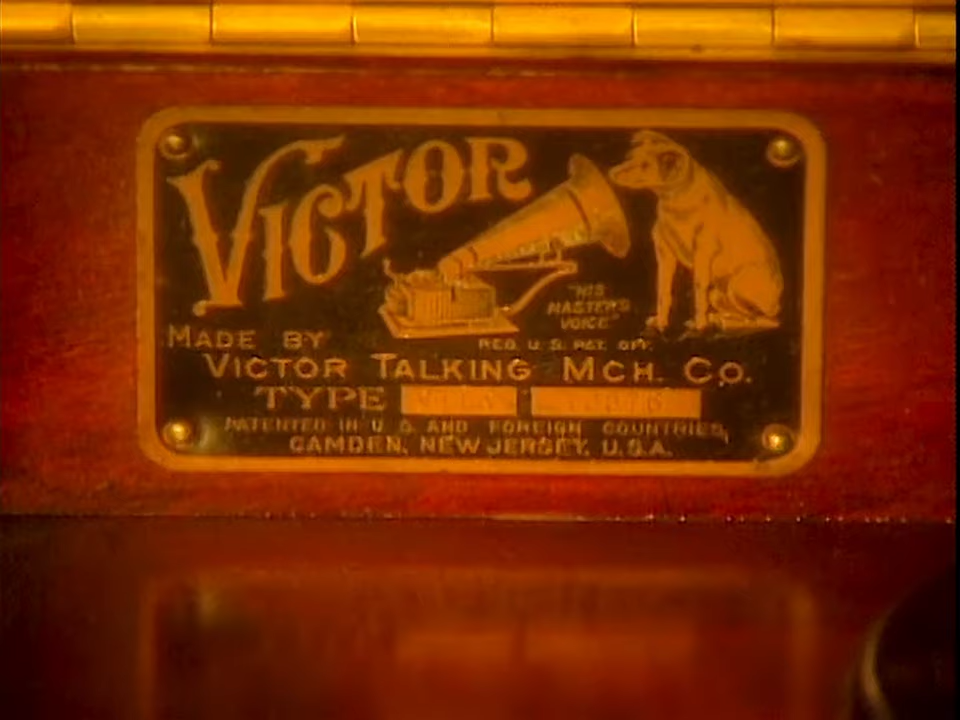 VICTOR
"HIS
MASTER'S
VOICE"
REG. U.S. PAT. OFF.
MADE BY
VICTOR TALKING MCH. CO.
TYPE
PATENTED IN U.S. AND FOREIGN COUNTRIES,
CAMDEN, NEW JERSEY, U.S.A.